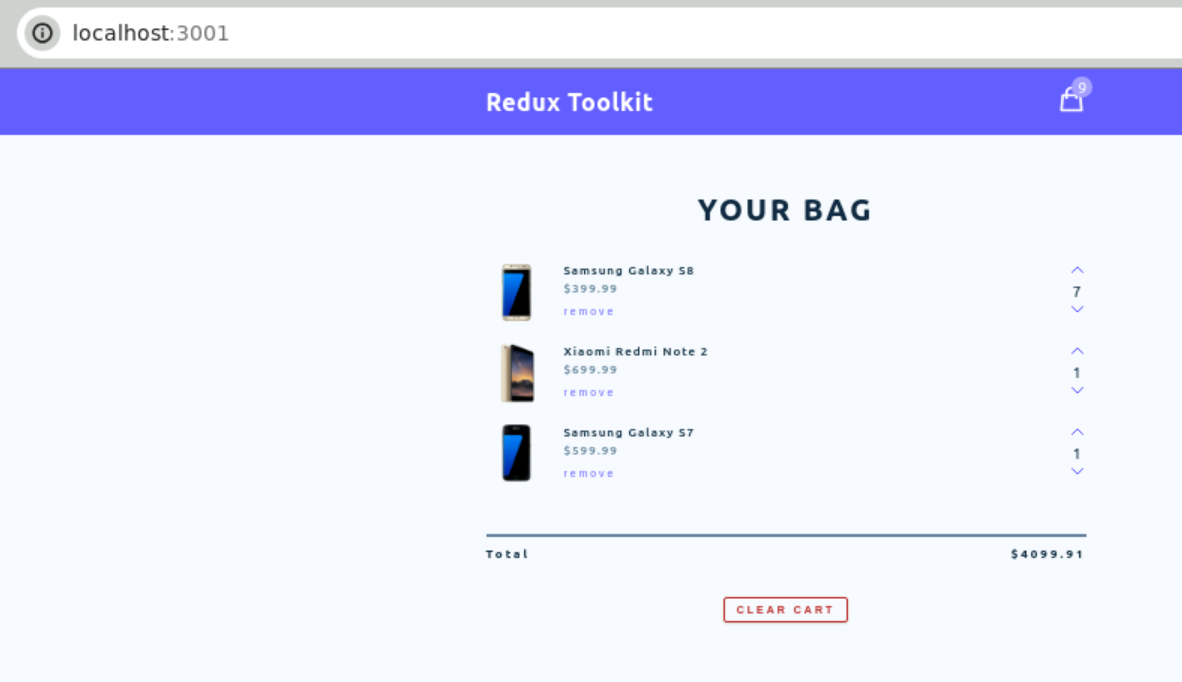 localhost:3001
Redux Toolkit
9
YOUR BAG
Samsung Galaxy S8
$399.99
remove
7
Xiaomi Redmi Note 2
$699.99
remove
1
Samsung Galaxy S7
$599.99
remove
1
Total $4099.91
CLEAR CART